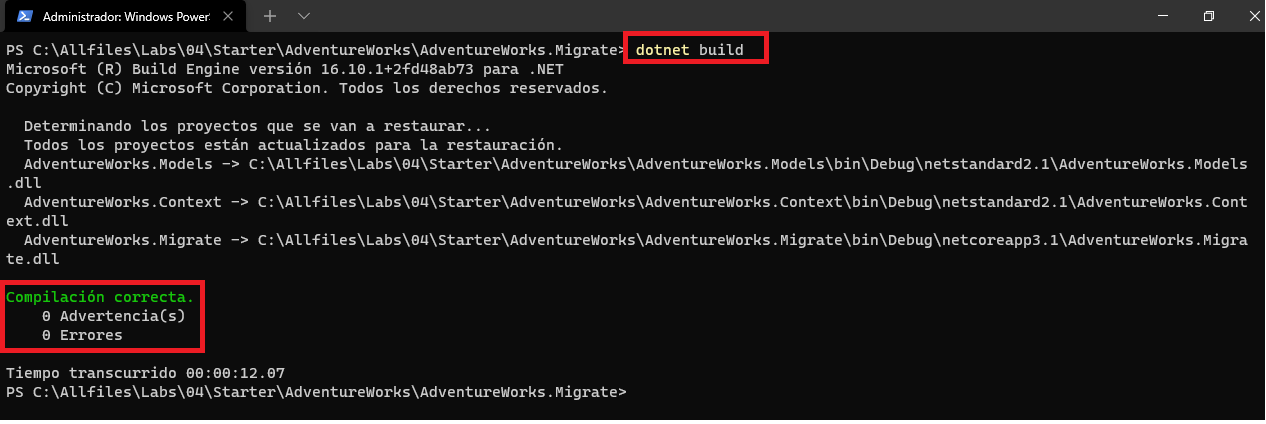 Administrador: Windows PowerS
PS C:\Allfiles\Labs\04\Starter\AdventureWorks\AdventureWorks.Migrate> dotnet build
Microsoft (R) Build Engine versión 16.10.1+2fd48ab73 para .NET
Copyright (C) Microsoft Corporation. Todos los derechos reservados.
Determinando los proyectos que se van a restaurar...
Todos los proyectos están actualizados para la restauración.
AdventureWorks.Models -> C:\Allfiles\Labs\04\Starter\AdventureWorks\AdventureWorks.Models\bin\Debug\netstandard2.1\AdventureWorks.Models
.dll
AdventureWorks.Context -> C:\Allfiles\Labs\04\Starter\AdventureWorks\AdventureWorks.Context\bin\Debug\netstandard2.1\AdventureWorks.Cont
ext.dll
AdventureWorks.Migrate -> C:\Allfiles\Labs\04\Starter\AdventureWorks\AdventureWorks.Migrate\bin\Debug\netcoreapp3.1\AdventureWorks.Migra
te.dll
Compilación correcta.
0 Advertencia(s)
0 Errores
Tiempo transcurrido 00:00:12.07
PS C:\Allfiles\Labs\04\Starter\AdventureWorks\AdventureWorks.Migrate>